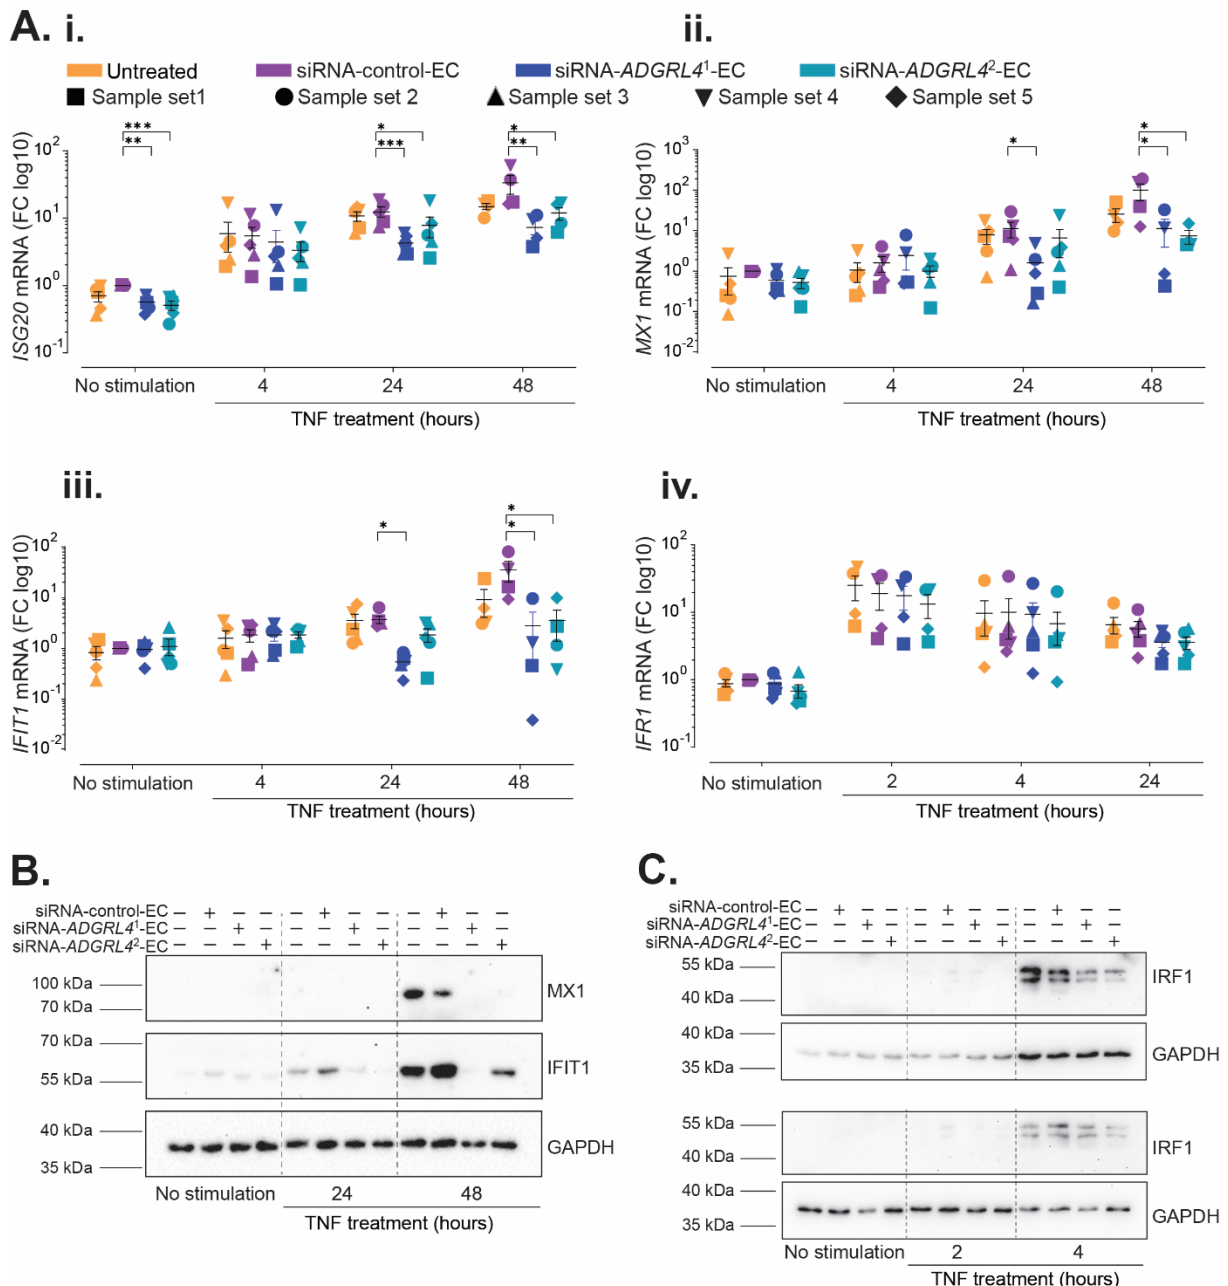 A. i.
ii.
Untreated siRNA-control-EC siRNA-ADGRL4¹-EC siRNA-ADGRL4²-EC
Sample set1 Sample set 2 Sample set 3 Sample set 4 Sample set 5
ISG20 mRNA (FC log10)
10²
10¹
10⁰
10⁻¹
*** ** * *** * **
No stimulation 4 24 48
TNF treatment (hours)
MX1 mRNA (FC log10)
10³
10²
10¹
10⁰
10⁻¹
10⁻²
* * *
No stimulation 4 24 48
TNF treatment (hours)
iii.
IFIT1 mRNA (FC log10)
10²
10¹
10⁰
10⁻¹
10⁻²
* * *
No stimulation 4 24 48
TNF treatment (hours)
iv.
IFR1 mRNA (FC log10)
10²
10¹
10⁰
10⁻¹
No stimulation 2 4 24
TNF treatment (hours)
B.
siRNA-control-EC – + – – – + – – – + – –
siRNA-ADGRL4¹-EC – – + – – – + – – – + –
siRNA-ADGRL4²-EC – – – + – – – + – – – +
100 kDa
70 kDa
MX1
70 kDa
55 kDa
IFIT1
40 kDa
35 kDa
GAPDH
No stimulation 24 48
TNF treatment (hours)
C.
siRNA-control-EC – + – – – + – – – + – –
siRNA-ADGRL4¹-EC – – + – – – + – – – + –
siRNA-ADGRL4²-EC – – – + – – – + – – – +
55 kDa
40 kDa
IRF1
40 kDa
35 kDa
GAPDH
55 kDa
40 kDa
IRF1
40 kDa
35 kDa
GAPDH
No stimulation 2 4
TNF treatment (hours)